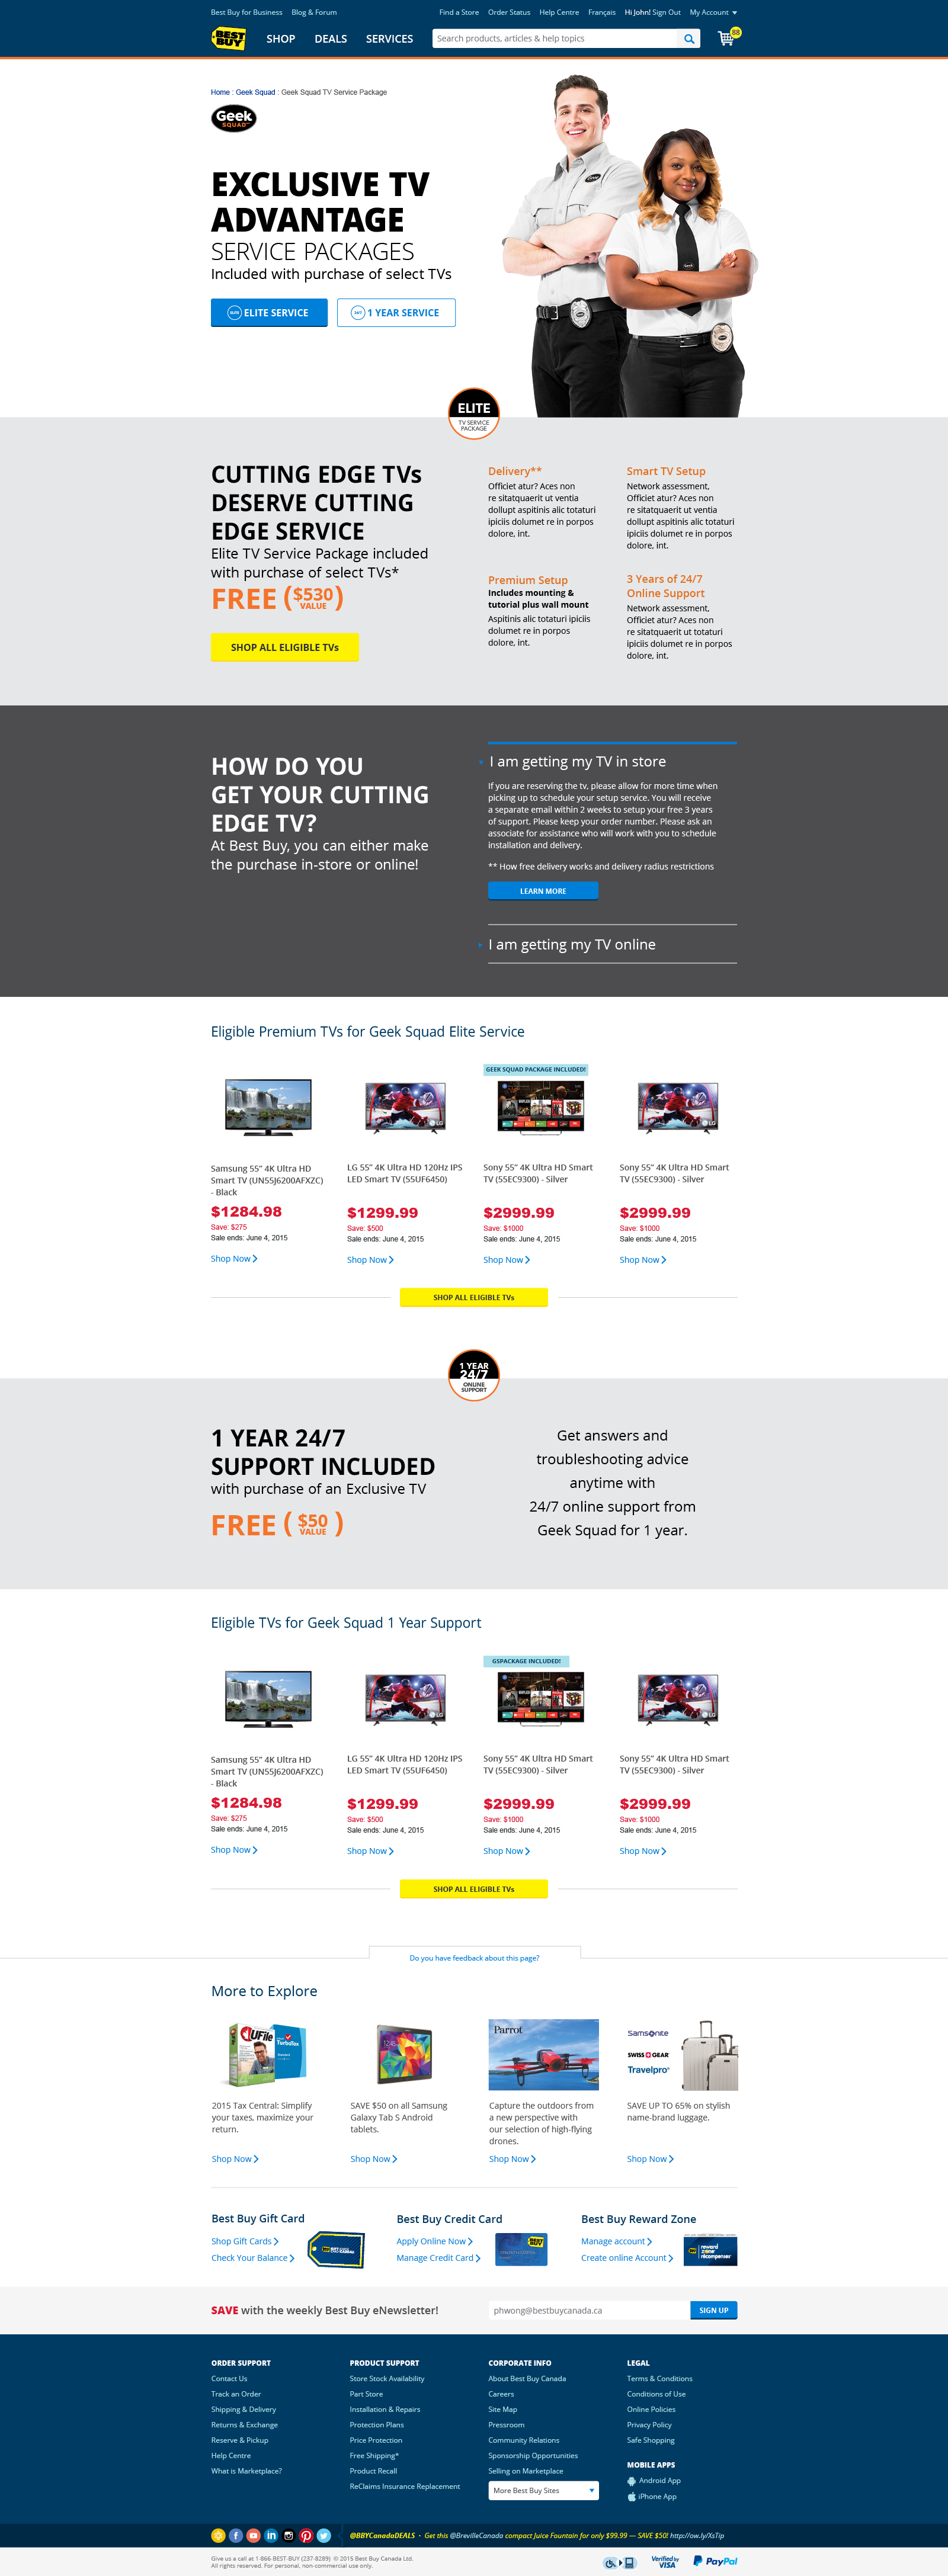 Best Buy for Business Blog & Forum Find a Store Order Status Help Centre Français Hi John! Sign Out My Account
BEST BUY SHOP DEALS SERVICES Search products, articles & help topics 88
Home : Geek Squad : Geek Squad TV Service Package
Geek SQUAD
EXCLUSIVE TV
ADVANTAGE
SERVICE PACKAGES
Included with purchase of select TVs
ELITE ELITE SERVICE 24/7 1 YEAR SERVICE
ELITE
TV SERVICE
PACKAGE
CUTTING EDGE TVs
DESERVE CUTTING
EDGE SERVICE
Elite TV Service Package included
with purchase of select TVs*
FREE ($530 VALUE)
SHOP ALL ELIGIBLE TVs
Delivery**
Officiet atur? Aces non
re sitatquaerit ut ventia
dollupt aspitinis alic totaturi
ipiciis dolumet re in porpos
dolore, int.
Smart TV Setup
Network assessment,
Officiet atur? Aces non
re sitatquaerit ut ventia
dollupt aspitinis alic totaturi
ipiciis dolumet re in porpos
dolore, int.
Premium Setup
Includes mounting &
tutorial plus wall mount
Aspitinis alic totaturi ipiciis
dolumet re in porpos
dolore, int.
3 Years of 24/7
Online Support
Network assessment,
Officiet atur? Aces non
re sitatquaerit ut totaturi
ipiciis dolumet re in porpos
dolore, int.
HOW DO YOU
GET YOUR CUTTING
EDGE TV?
At Best Buy, you can either make
the purchase in-store or online!
I am getting my TV in store
If you are reserving the tv, please allow for more time when
picking up to schedule your setup service. You will receive
a separate email within 2 weeks to setup your free 3 years
of support. Please keep your order number. Please ask an
associate for assistance who will work with you to schedule
installation and delivery.
** How free delivery works and delivery radius restrictions
LEARN MORE
I am getting my TV online
Eligible Premium TVs for Geek Squad Elite Service
GEEK SQUAD PACKAGE INCLUDED!
Samsung 55” 4K Ultra HD
Smart TV (UN55J6200AFXZC)
- Black
$1284.98
Save: $275
Sale ends: June 4, 2015
Shop Now
LG 55” 4K Ultra HD 120Hz IPS
LED Smart TV (55UF6450)
$1299.99
Save: $500
Sale ends: June 4, 2015
Shop Now
Sony 55” 4K Ultra HD Smart
TV (55EC9300) - Silver
$2999.99
Save: $1000
Sale ends: June 4, 2015
Shop Now
Sony 55” 4K Ultra HD Smart
TV (55EC9300) - Silver
$2999.99
Save: $1000
Sale ends: June 4, 2015
Shop Now
SHOP ALL ELIGIBLE TVs
1 YEAR
24/7
ONLINE
SUPPORT
1 YEAR 24/7
SUPPORT INCLUDED
with purchase of an Exclusive TV
FREE ( $50 VALUE )
Get answers and
troubleshooting advice
anytime with
24/7 online support from
Geek Squad for 1 year.
Eligible TVs for Geek Squad 1 Year Support
GSPACKAGE INCLUDED!
Samsung 55” 4K Ultra HD
Smart TV (UN55J6200AFXZC)
- Black
$1284.98
Save: $275
Sale ends: June 4, 2015
Shop Now
LG 55” 4K Ultra HD 120Hz IPS
LED Smart TV (55UF6450)
$1299.99
Save: $500
Sale ends: June 4, 2015
Shop Now
Sony 55” 4K Ultra HD Smart
TV (55EC9300) - Silver
$2999.99
Save: $1000
Sale ends: June 4, 2015
Shop Now
Sony 55” 4K Ultra HD Smart
TV (55EC9300) - Silver
$2999.99
Save: $1000
Sale ends: June 4, 2015
Shop Now
SHOP ALL ELIGIBLE TVs
Do you have feedback about this page?
More to Explore
UFile
TurboTax
Parrot
Samsonite
SWISS GEAR
Travelpro
2015 Tax Central: Simplify
your taxes, maximize your
return.
Shop Now
SAVE $50 on all Samsung
Galaxy Tab S Android
tablets.
Shop Now
Capture the outdoors from
a new perspective with
our selection of high-flying
drones.
Shop Now
SAVE UP TO 65% on stylish
name-brand luggage.
Shop Now
Best Buy Gift Card
Shop Gift Cards
Check Your Balance
Best Buy Credit Card
Apply Online Now
Manage Credit Card
Best Buy Reward Zone
Manage account
Create online Account
SAVE with the weekly Best Buy eNewsletter! phwong@bestbuycanada.ca SIGN UP
ORDER SUPPORT
Contact Us
Track an Order
Shipping & Delivery
Returns & Exchange
Reserve & Pickup
Help Centre
What is Marketplace?
PRODUCT SUPPORT
Store Stock Availability
Part Store
Installation & Repairs
Protection Plans
Price Protection
Free Shipping*
Product Recall
ReClaims Insurance Replacement
CORPORATE INFO
About Best Buy Canada
Careers
Site Map
Pressroom
Community Relations
Sponsorship Opportunities
Selling on Marketplace
More Best Buy Sites
LEGAL
Terms & Conditions
Conditions of Use
Online Policies
Privacy Policy
Safe Shopping
MOBILE APPS
Android App
iPhone App
@BBYCanadaDEALS • Get this @BrevilleCanada compact Juice Fountain for only $99.99 — SAVE $50! http://ow.ly/XsTip
Give us a call at 1-866-BEST-BUY (237-8289) © 2015 Best Buy Canada Ltd.
All rights reserved. For personal, non-commercial use only.
Verified by
VISA
PayPal